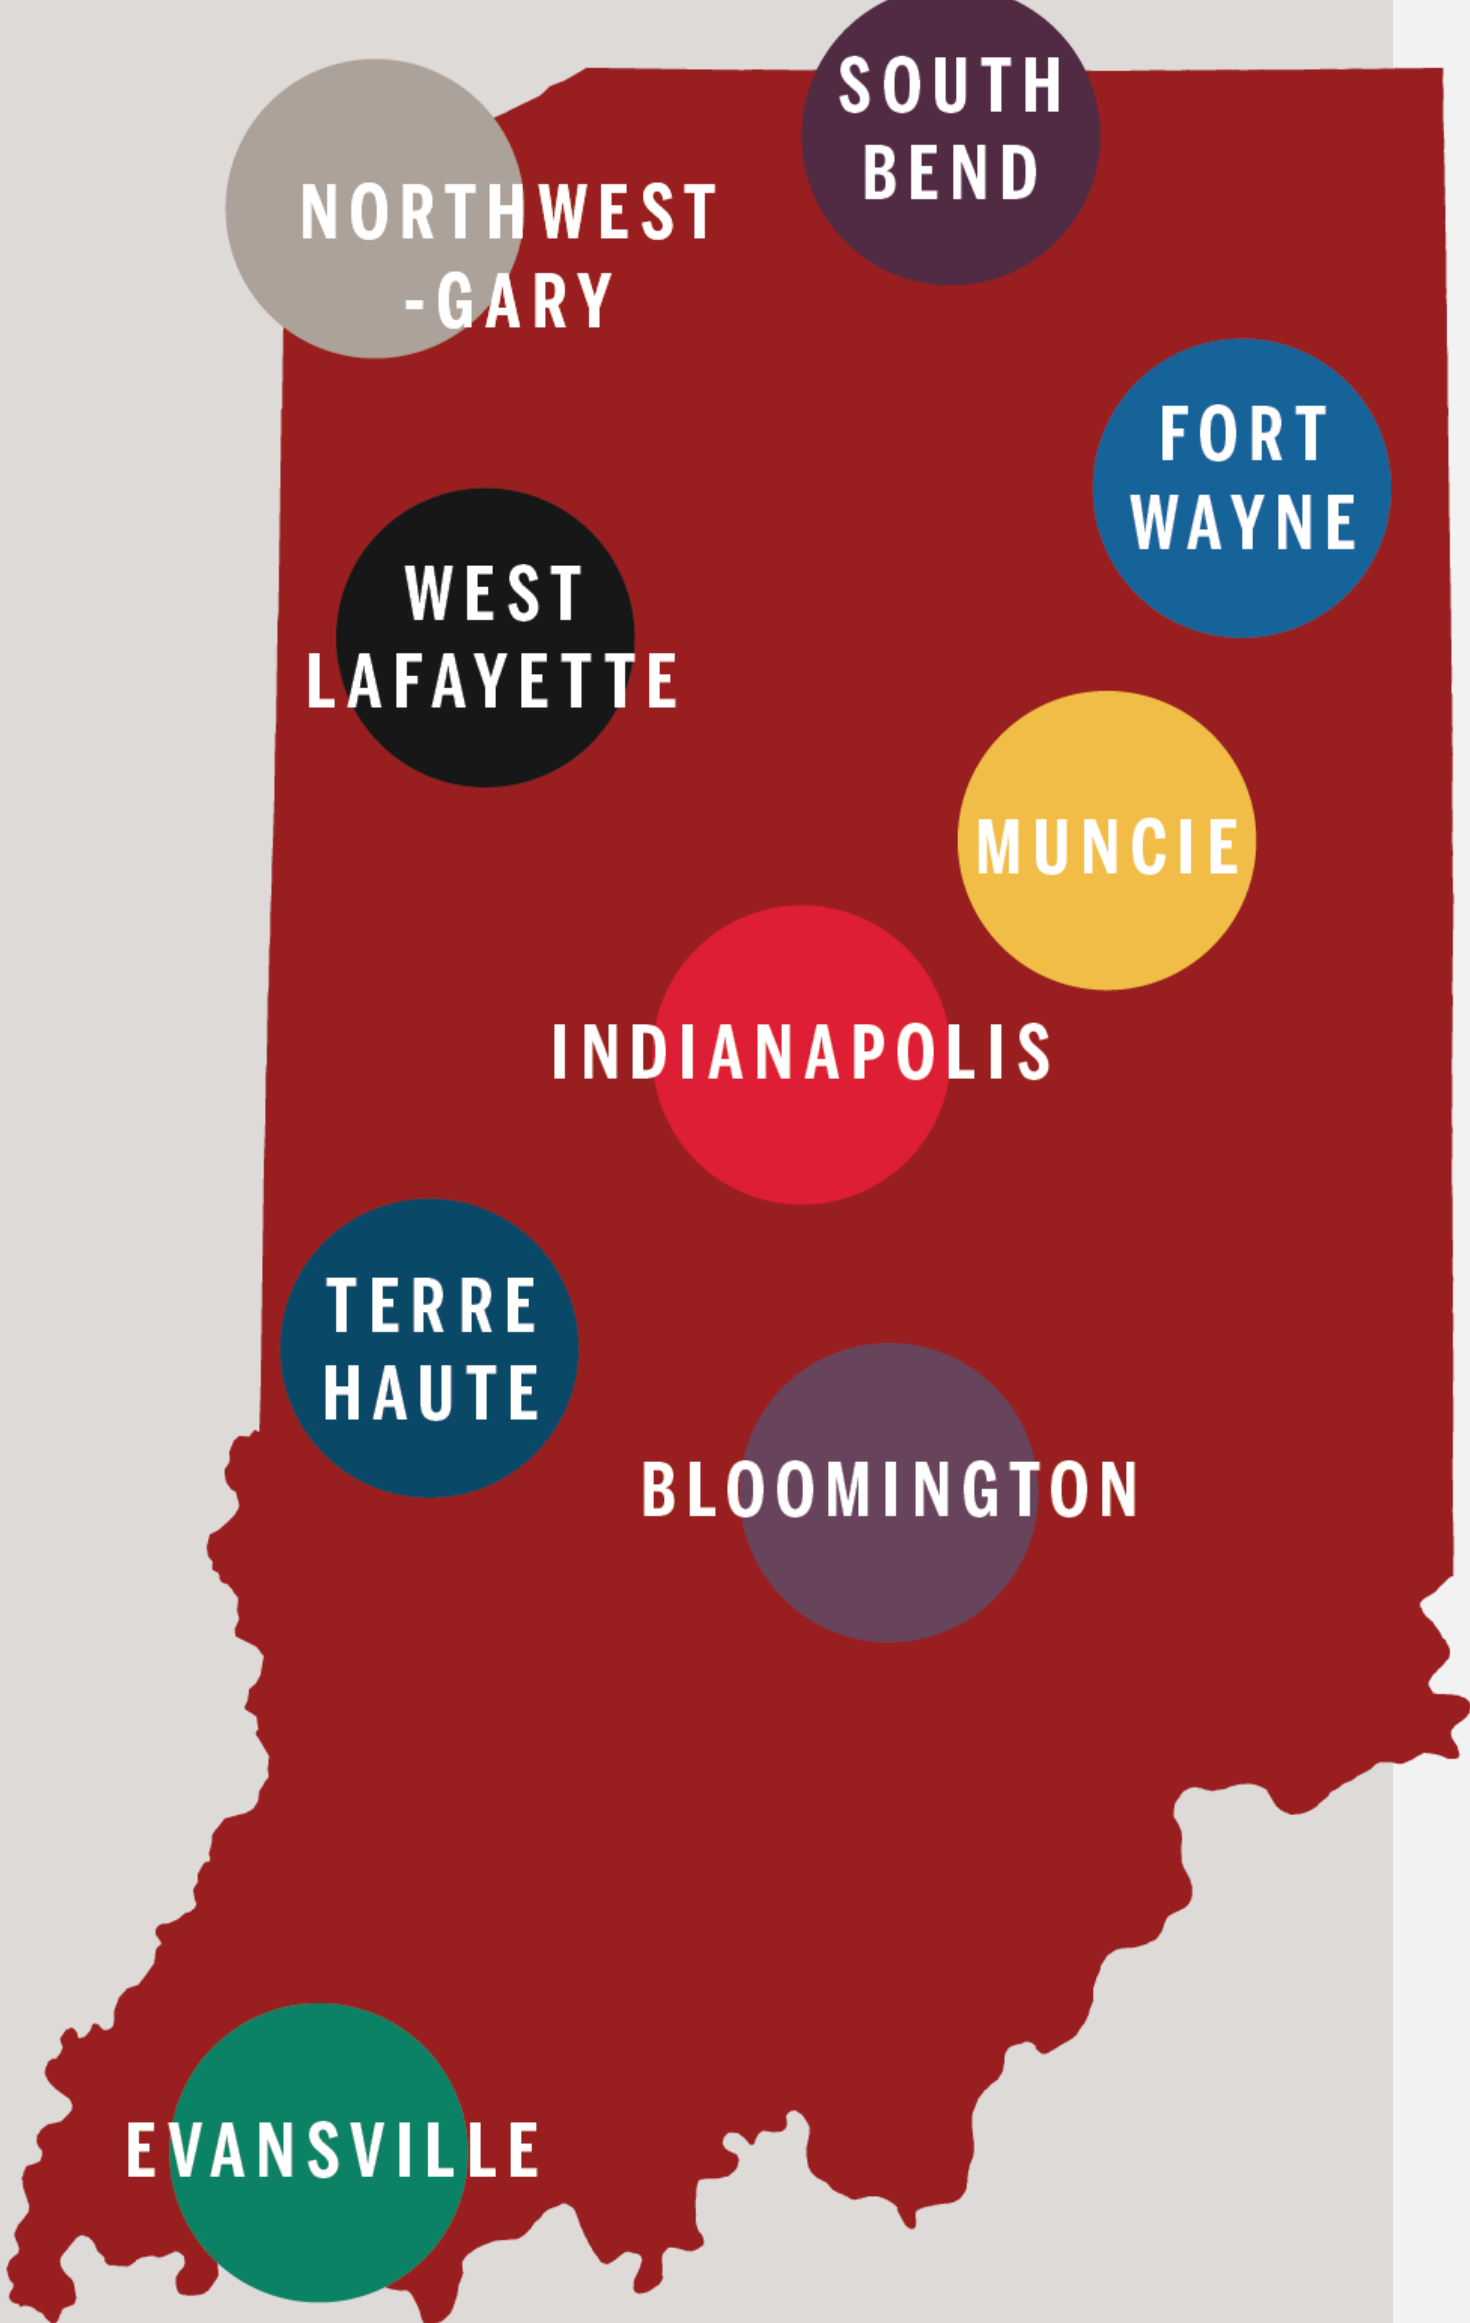 SOUTH
BEND
NORTHWEST
-GARY
FORT
WAYNE
WEST
LAFAYETTE
MUNCIE
INDIANAPOLIS
TERRE
HAUTE
BLOOMINGTON
EVANSVILLE